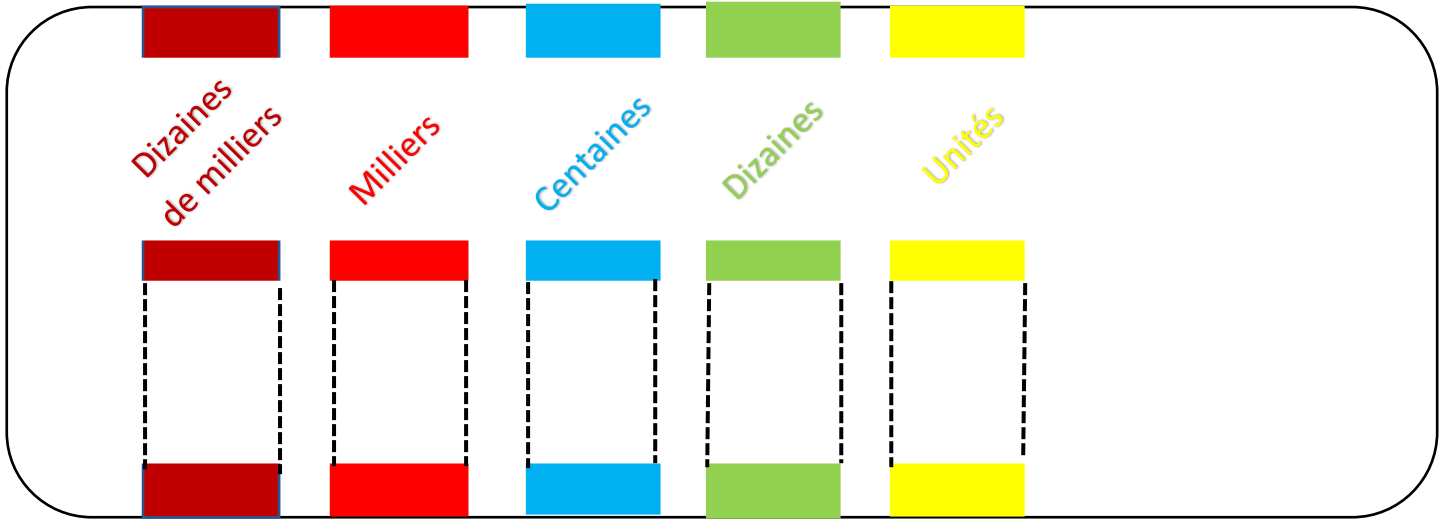 Dizaines
de milliers
Milliers
Centaines
Dizaines
Unités